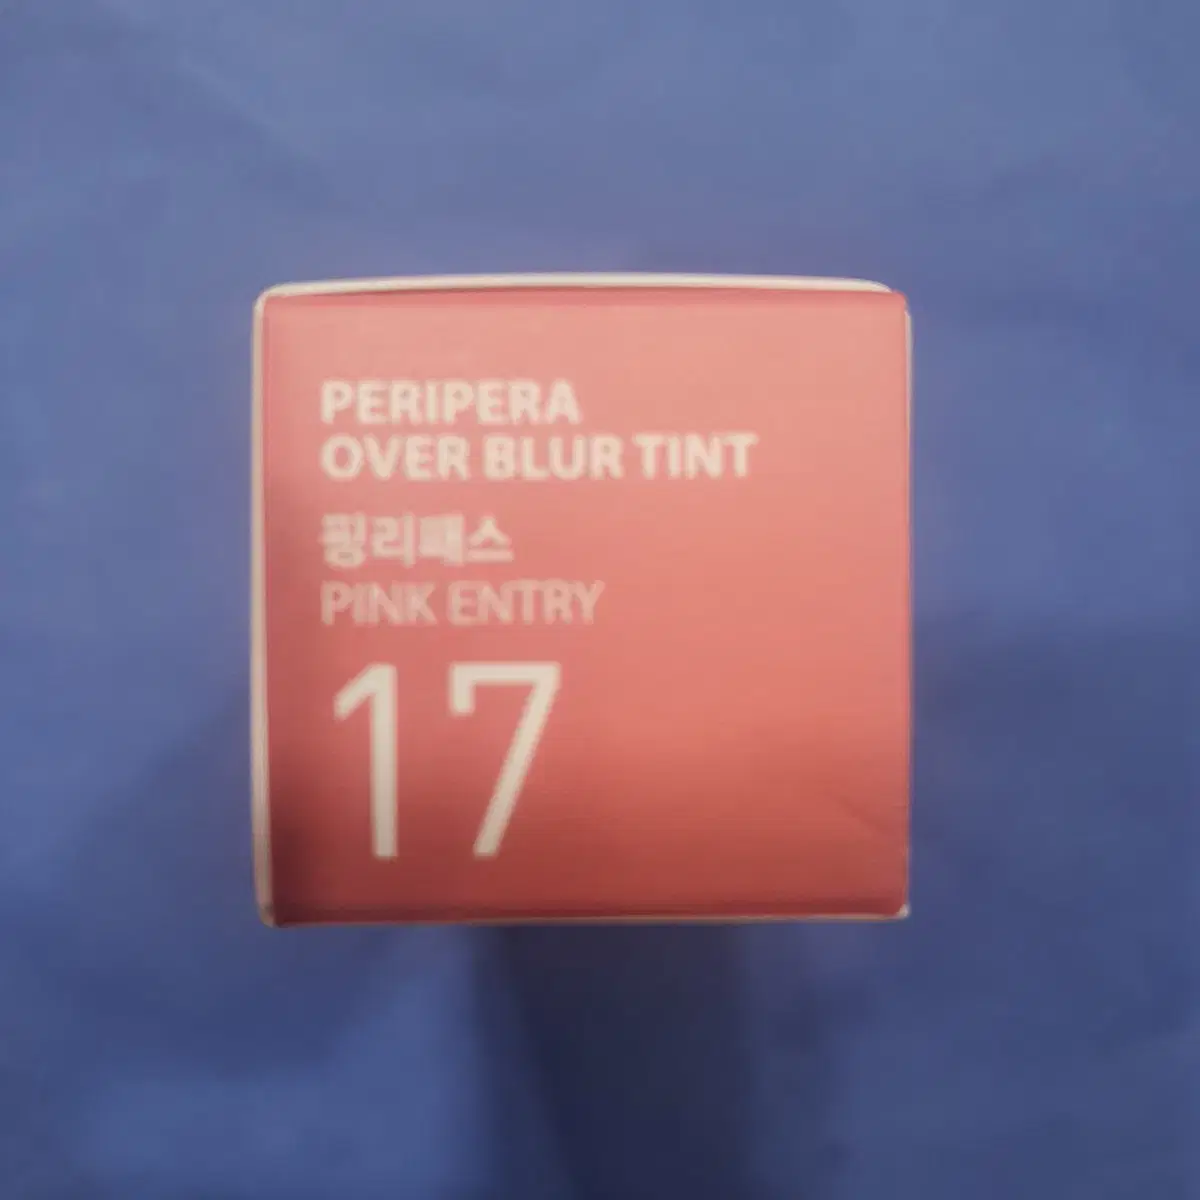 PERIPERA
OVER BLUR TINT
핑리패스
PINK ENTRY
17